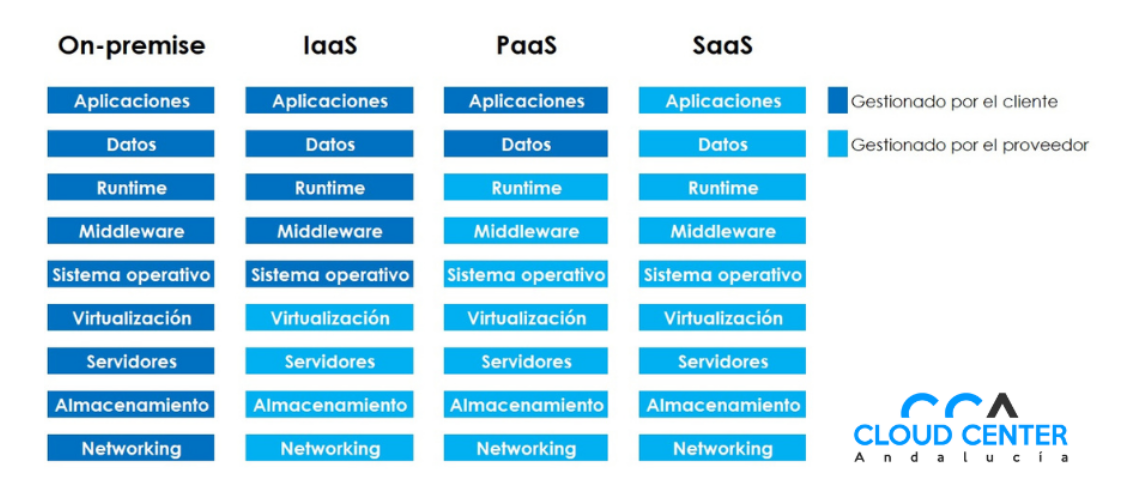 On-premise IaaS PaaS SaaS
Aplicaciones Aplicaciones Aplicaciones Aplicaciones Gestionado por el cliente
Datos Datos Datos Datos Gestionado por el proveedor
Runtime Runtime Runtime Runtime
Middleware Middleware Middleware Middleware
Sistema operativo Sistema operativo Sistema operativo Sistema operativo
Virtualización Virtualización Virtualización Virtualización
Servidores Servidores Servidores Servidores
Almacenamiento Almacenamiento Almacenamiento Almacenamiento
Networking Networking Networking Networking
CCA
CLOUD CENTER
Andalucía